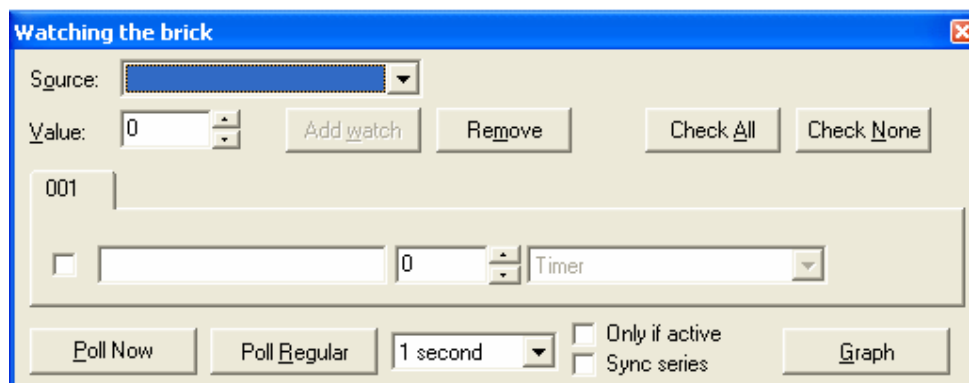 Watching the brick
Source:
Value: 0 Add watch Remove Check All Check None
001
0 Timer
Poll Now Poll Regular 1 second Only if active Graph
Sync series